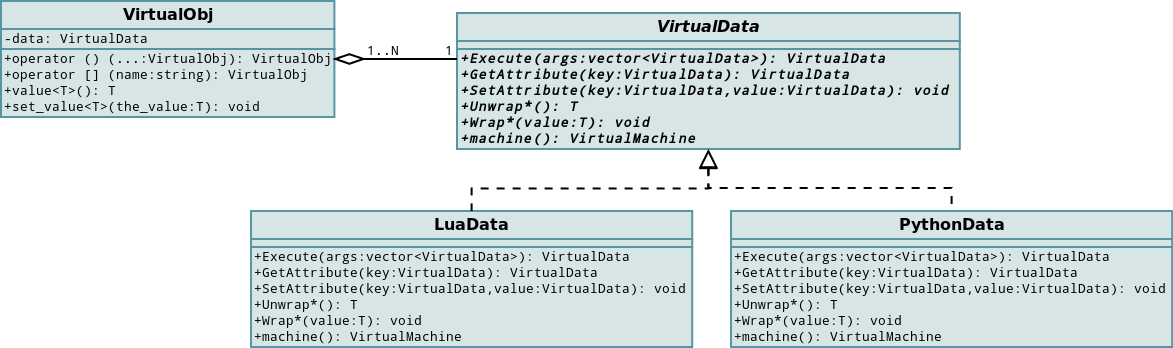 VirtualObj
-data: VirtualData
+operator () (...:VirtualObj): VirtualObj
+operator [] (name:string): VirtualObj
+value<T>(): T
+set_value<T>(the_value:T): void
1..N
1
VirtualData
+Execute(args:vector<VirtualData>): VirtualData
+GetAttribute(key:VirtualData): VirtualData
+SetAttribute(key:VirtualData,value:VirtualData): void
+Unwrap*(): T
+Wrap*(value:T): void
+machine(): VirtualMachine
LuaData
+Execute(args:vector<VirtualData>): VirtualData
+GetAttribute(key:VirtualData): VirtualData
+SetAttribute(key:VirtualData,value:VirtualData): void
+Unwrap*(): T
+Wrap*(value:T): void
+machine(): VirtualMachine
PythonData
+Execute(args:vector<VirtualData>): VirtualData
+GetAttribute(key:VirtualData): VirtualData
+SetAttribute(key:VirtualData,value:VirtualData): void
+Unwrap*(): T
+Wrap*(value:T): void
+machine(): VirtualMachine